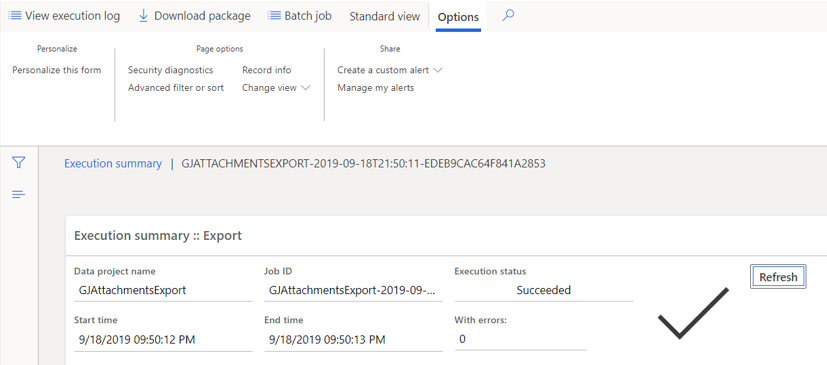 View execution log Download package Batch job Standard view Options
Personalize Page options Share
Personalize this form Security diagnostics Record info Create a custom alert
Advanced filter or sort Change view Manage my alerts
Execution summary | GJATTACHMENTSEXPORT-2019-09-18T21:50:11-EDEB9CAC64F841A2853
Execution summary :: Export
Data project name Job ID Execution status
GJAttachmentsExport GJAttachmentsExport-2019-09-... Succeeded Refresh
Start time End time With errors:
9/18/2019 09:50:12 PM 9/18/2019 09:50:13 PM 0